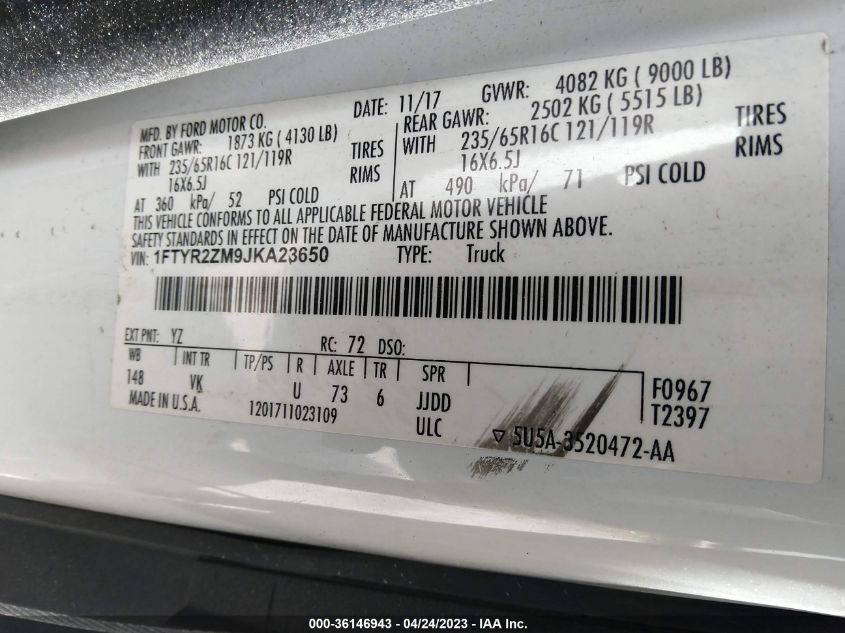 MFD. BY FORD MOTOR CO.
DATE: 11/17 GVWR: 4082 KG ( 9000 LB)
FRONT GAWR: 1873 KG ( 4130 LB)
REAR GAWR: 2502 KG ( 5515 LB)
WITH 235/65R16C 121/119R TIRES
WITH 235/65R16C 121/119R TIRES
16X6.5J RIMS
16X6.5J RIMS
AT 360 kPa/ 52 PSI COLD
AT 490 kPa/ 71 PSI COLD
THIS VEHICLE CONFORMS TO ALL APPLICABLE FEDERAL MOTOR VEHICLE
SAFETY STANDARDS IN EFFECT ON THE DATE OF MANUFACTURE SHOWN ABOVE.
VIN: 1FTYR2ZM9JKA23650 TYPE: Truck
EXT PNT: YZ RC: 72 DSO:
WB INT TR TP/PS R AXLE TR SPR
148 VK U 73 6 JJDD F0967
MADE IN U.S.A. 1201711023109 ULC T2397
5U5A-3520472-AA
000-36146943 / 04/24/2023 - IAA Inc.